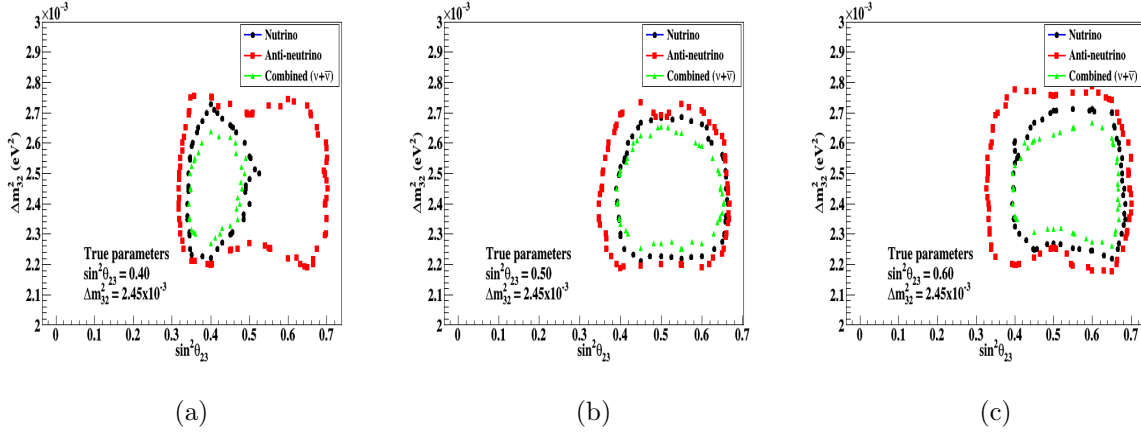 ×10⁻³
3
2.9
2.8
2.7
2.6
2.5
2.4
2.3
2.2
2.1
2
Δm²₃₂ (eV²)
Nutrino
Anti-neutrino
Combined (ν+ν̅)
True parameters
sin²θ₂₃ = 0.40
Δm²₃₂ = 2.45x10⁻³
0 0.1 0.2 0.3 0.4 0.5 0.6 0.7
sin²θ₂₃
(a)
×10⁻³
3
2.9
2.8
2.7
2.6
2.5
2.4
2.3
2.2
2.1
2
Δm²₃₂ (eV²)
Nutrino
Anti-neutrino
Combined (ν+ν̅)
True parameters
sin²θ₂₃ = 0.50
Δm²₃₂ = 2.45x10⁻³
0 0.1 0.2 0.3 0.4 0.5 0.6 0.7
sin²θ₂₃
(b)
×10⁻³
3
2.9
2.8
2.7
2.6
2.5
2.4
2.3
2.2
2.1
2
Δm²₃₂ (eV²)
Nutrino
Anti-neutrino
Combined (ν+ν̅)
True parameters
sin²θ₂₃ = 0.60
Δm²₃₂ = 2.45x10⁻³
0 0.1 0.2 0.3 0.4 0.5 0.6 0.7
sin²θ₂₃
(c)